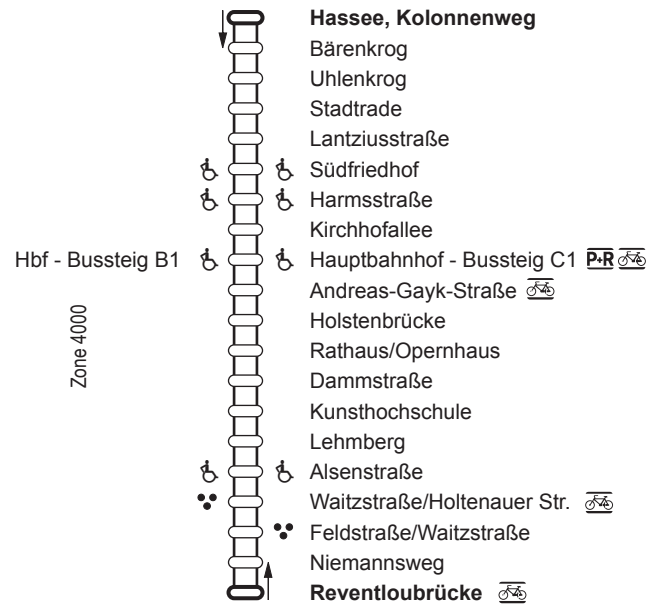 Hassee, Kolonnenweg
Bärenkrog
Uhlenkrog
Stadtrade
Lantziusstraße
Südfriedhof
Harmsstraße
Kirchhofallee
Hbf - Bussteig B1 Hauptbahnhof - Bussteig C1 P+R
Andreas-Gayk-Straße
Holstenbrücke
Rathaus/Opernhaus
Dammstraße
Kunsthochschule
Lehmberg
Alsenstraße
Waitzstraße/Holtenauer Str.
Feldstraße/Waitzstraße
Niemannsweg
Reventloubrücke
Zone 4000